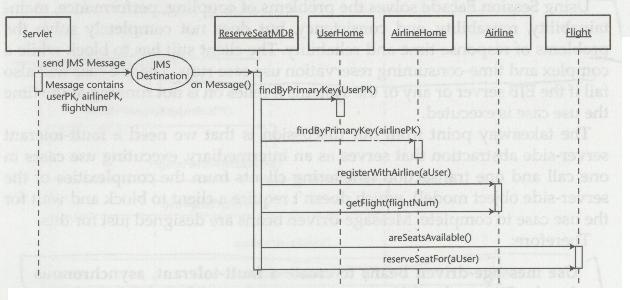 Servlet
ReserveSeatMDB
UserHome
AirlineHome
Airline
Flight
send JMS Message
JMS
Destination
Message contains
userPK, airlinePK,
flightNum
on Message()
findByPrimaryKey(UserPK)
findByPrimaryKey(airlinePK)
registerWithAirline(aUser)
getFlight(flightNum)
areSeatsAvailable()
reserveSeatFor(aUser)